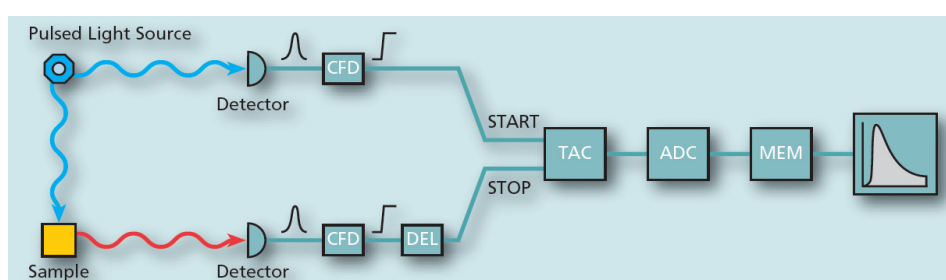 Pulsed Light Source
CFD
Detector
START
TAC
ADC
MEM
STOP
CFD
DEL
Sample
Detector